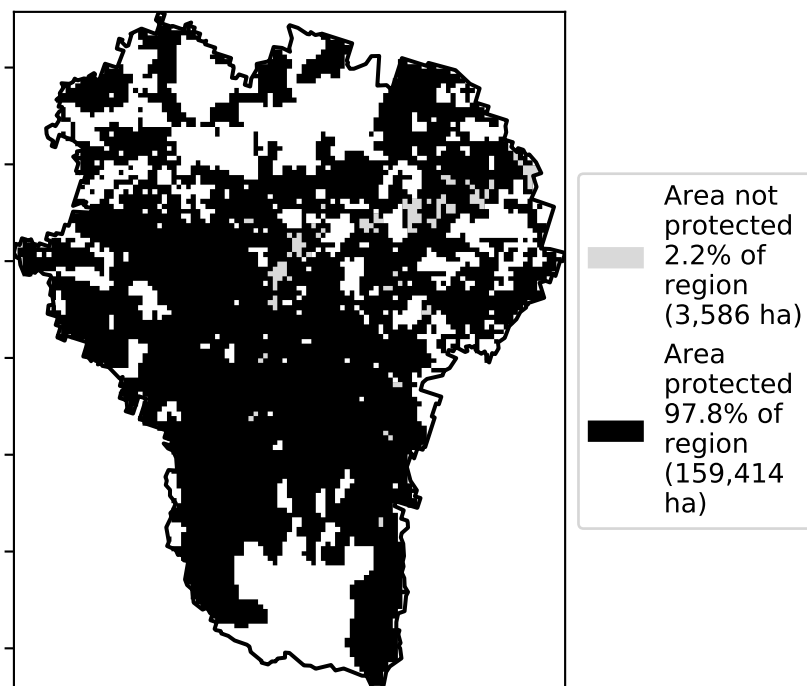 Area not
protected
2.2% of
region
(3,586 ha)
Area
protected
97.8% of
region
(159,414
ha)